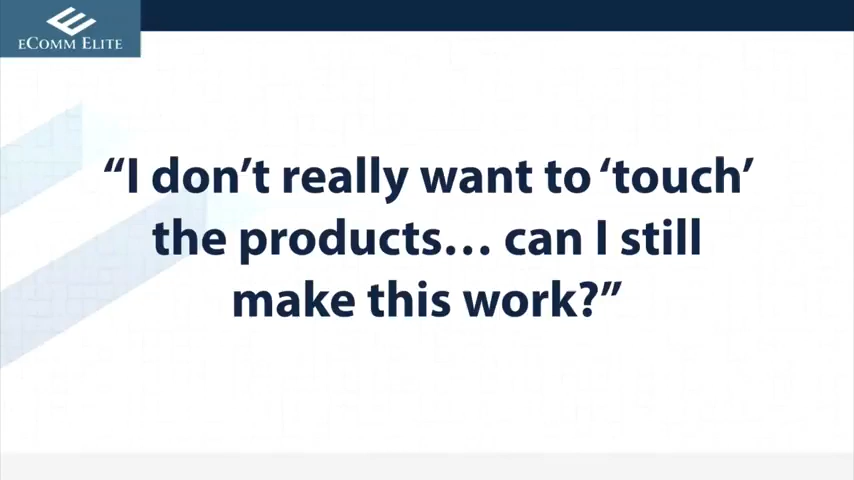 eComm Elite
“I don’t really want to ‘touch’
the products… can I still
make this work?”